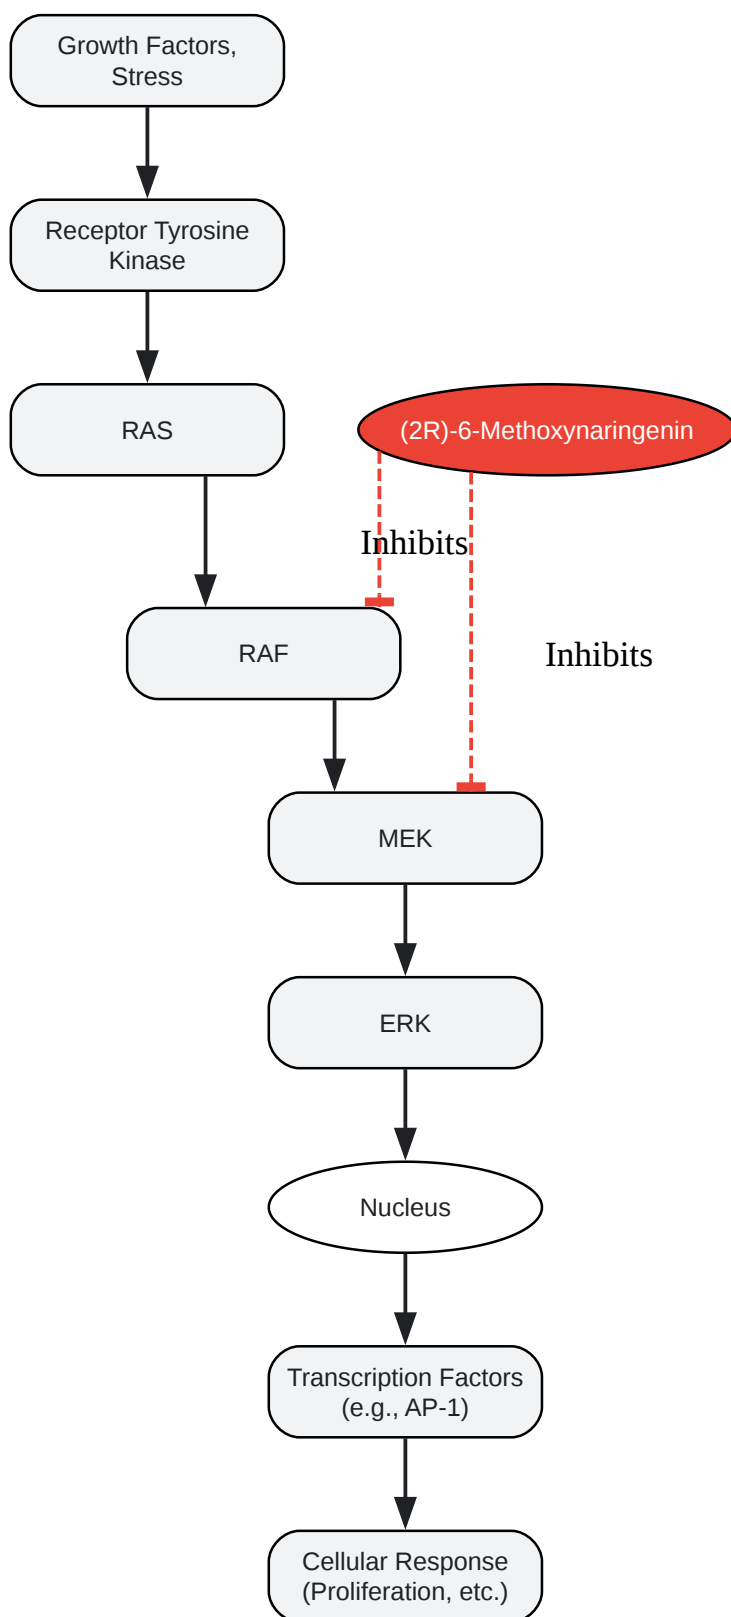 Growth Factors,
Stress
Receptor Tyrosine
Kinase
RAS
(2R)-6-Methoxynaringenin
Inhibits
RAF
Inhibits
MEK
ERK
Nucleus
Transcription Factors
(e.g., AP-1)
Cellular Response
(Proliferation, etc.)